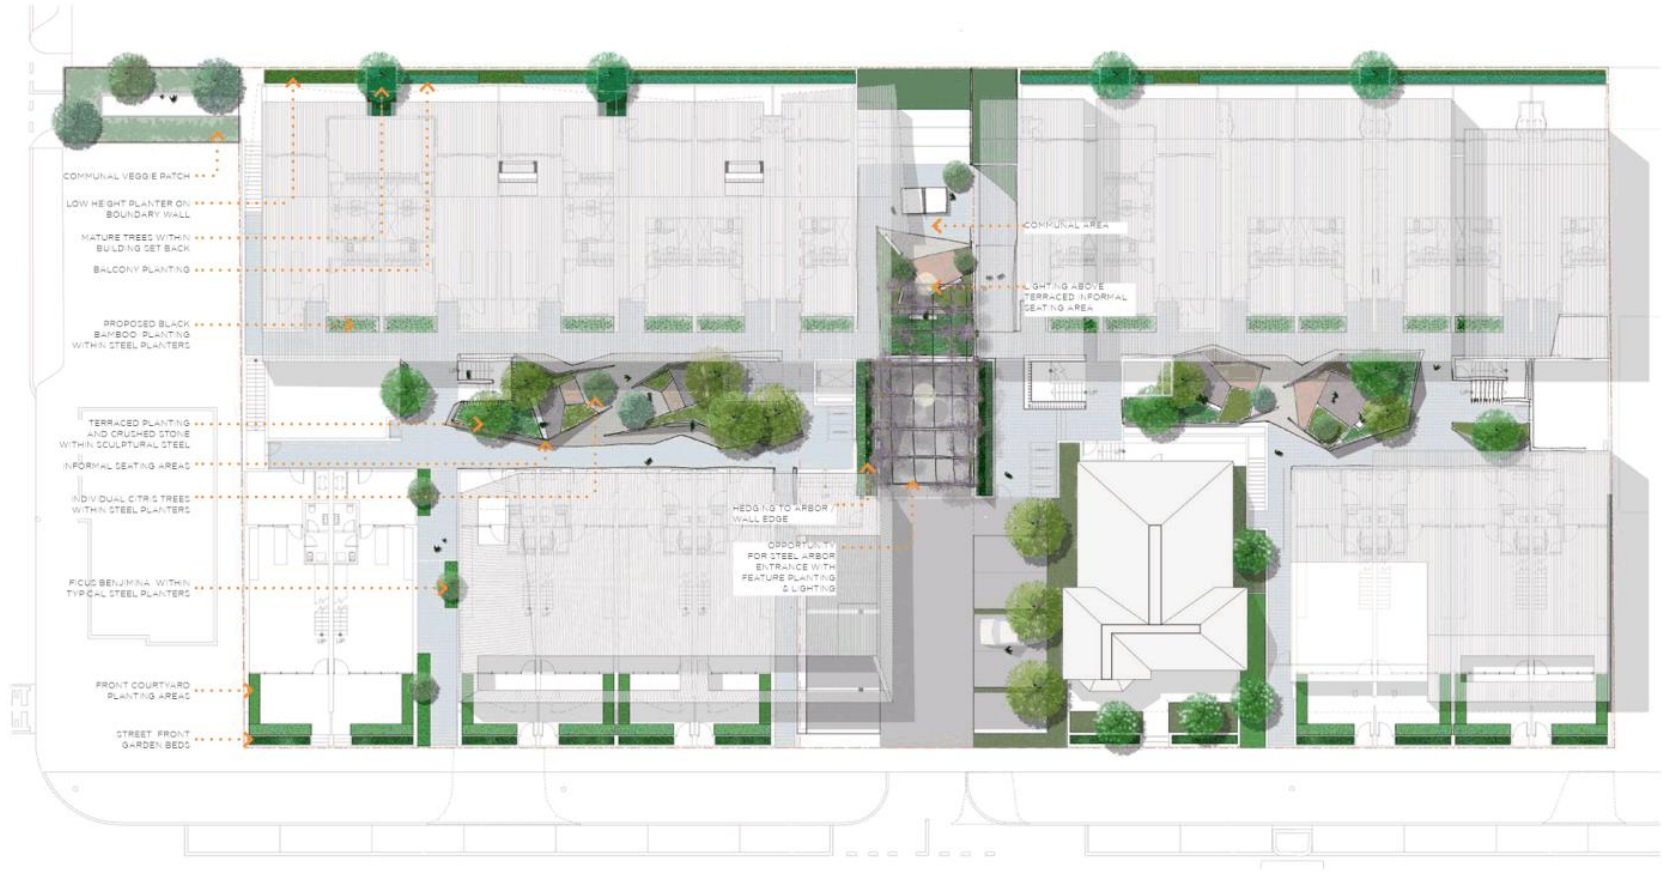 COMMUNAL VEGGIE PATCH
LOW HEIGHT PLANTER ON
BOUNDARY WALL
MATURE TREES WITHIN
BUILDING SET BACK
BALCONY PLANTING
PROPOSED BLACK
BAMBOO PLANTING
WITHIN STEEL PLANTERS
TERRACED PLANTING
AND CRUSHED STONE
WITHIN SCULPTURAL STEEL
INFORMAL SEATING AREAS
INDIVIDUAL CITRIS TREES
WITHIN STEEL PLANTERS
FICUS BENJIMINA WITHIN
TYPICAL STEEL PLANTERS
FRONT COURTYARD
PLANTING AREAS
STREET FRONT
GARDEN BEDS
COMMUNAL AREA
LIGHTING ABOVE
TERRACED INFORMAL
SEATING AREA
HEDGING TO ARBOR /
WALL EDGE
OPPORTUNITY
FOR STEEL ARBOR
ENTRANCE WITH
FEATURE PLANTING
& LIGHTING
UP
UP